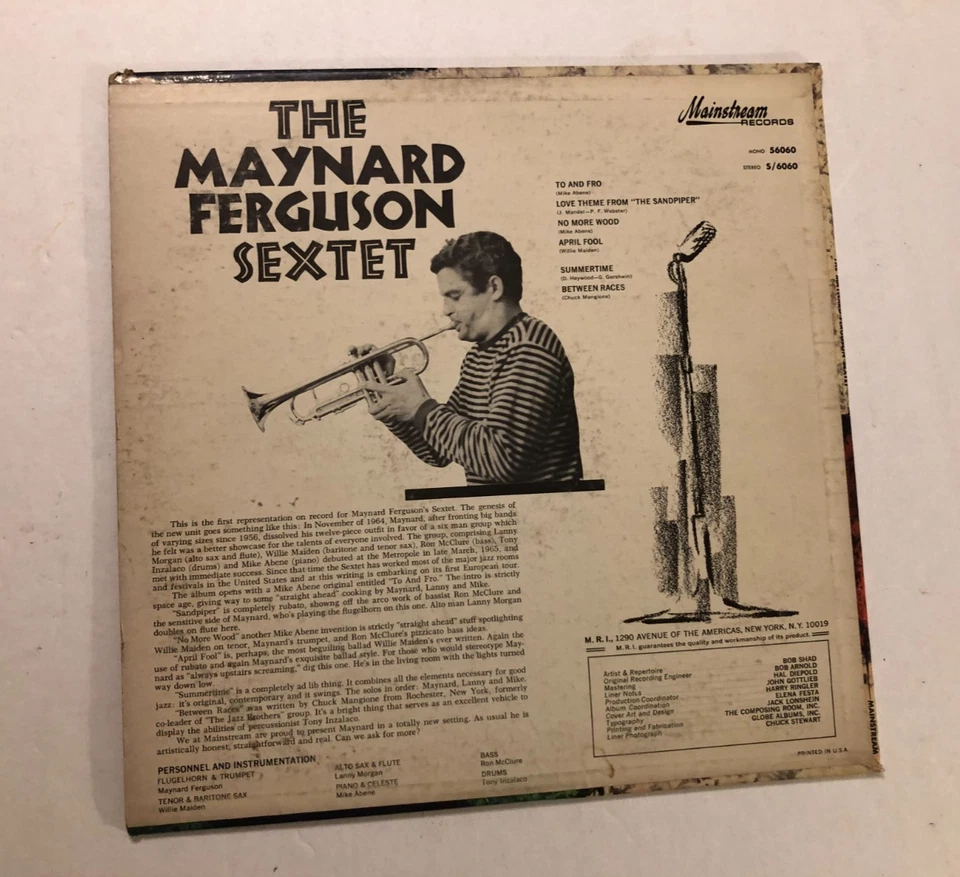 THE
MAYNARD
FERGUSON
SEXTET
Mainstream
RECORDS
MONO 56060
STEREO S/6060
TO AND FRO
(Mike Abene)
LOVE THEME FROM "THE SANDPIPER"
(J. Mandel—P. F. Webster)
NO MORE WOOD
(Mike Abene)
APRIL FOOL
(Willie Maiden)
SUMMERTIME
(D. Heywood—G. Gershwin)
BETWEEN RACES
(Chuck Mangione)
This is the first representation on record for Maynard Ferguson's Sextet. The genesis of
the new unit goes something like this: In November of 1964, Maynard, after fronting big bands
of varying sizes since 1956, dissolved his twelve-piece outfit in favor of a six man group which
he felt was a better showcase for the talents of everyone involved. The group, comprising Lanny
Morgan (alto sax and flute), Willie Maiden (baritone and tenor sax), Ron McClure (bass), Tony
Inzalaco (drums) and Mike Abene (piano) debuted at the Metropole in late March, 1965, and
met with immediate success. Since that time the Sextet has worked most of the major jazz rooms
and festivals in the United States and at this writing is embarking on its first European tour.
The album opens with a Mike Abene original entitled "To And Fro." The intro is strictly
space age, giving way to some "straight ahead" cooking by Maynard, Lanny and Mike.
"Sandpiper" is completely rubato, showng off the arco work of bassist Ron McClure and
the sensitive side of Maynard, who's playing the flugelhorn on this one. Alto man Lanny Morgan
doubles on flute here.
"No More Wood" another Mike Abene invention is strictly "straight ahead" stuff spotlighting
Willie Maiden on tenor, Maynard's trumpet, and Ron McClure's pizzicato bass ideas.
"April Fool" is, perhaps, the most beguiling ballad Willie Maiden's ever written. Again the
use of rubato and again Maynard's exquisite ballad style. For those who would stereotype May-
nard as "always upstairs screaming," dig this one. He's in the living room with the lights turned
way down low.
"Summertime" is a completely ad lib thing. It combines all the elements necessary for good
jazz: it's original, contemporary and it swings. The solos in order: Maynard, Lanny and Mike.
"Between Races" was written by Chuck Mangione from Rochester, New York, formerly
co-leader of "The Jazz Brothers" group. It's a bright thing that serves as an excellent vehicle to
display the abilities of percussionist Tony Inzalaco.
We at Mainstream are proud to present Maynard in a totally new setting. As usual he is
artistically honest, straightforward and real. Can we ask for more?
PERSONNEL AND INSTRUMENTATION
FLUGELHORN & TRUMPET
Maynard Ferguson
TENOR & BARITONE SAX
Willie Maiden
ALTO SAX & FLUTE
Lanny Morgan
PIANO & CELESTE
Mike Abene
BASS
Ron McClure
DRUMS
Tony Inzalaco
M. R. I., 1290 AVENUE OF THE AMERICAS, NEW YORK, N.Y. 10019
M. R. I. guarantees the quality and workmanship of its product.
Artist & Repertoire BOB SHAD
Original Recording Engineer BOB ARNOLD
Mastering HAL DIEPOLD
Liner Notes JOHN GOTTLIEB
Production Coordinator HARRY RINGLER
Album Coordination ELENA FESTA
Cover Art and Design JACK LONSHEIN
Typography THE COMPOSING ROOM, INC.
Printing and Fabrication GLOBE ALBUMS, INC.
Liner Photograph CHUCK STEWART
PRINTED IN U.S.A.
MAINSTREAM